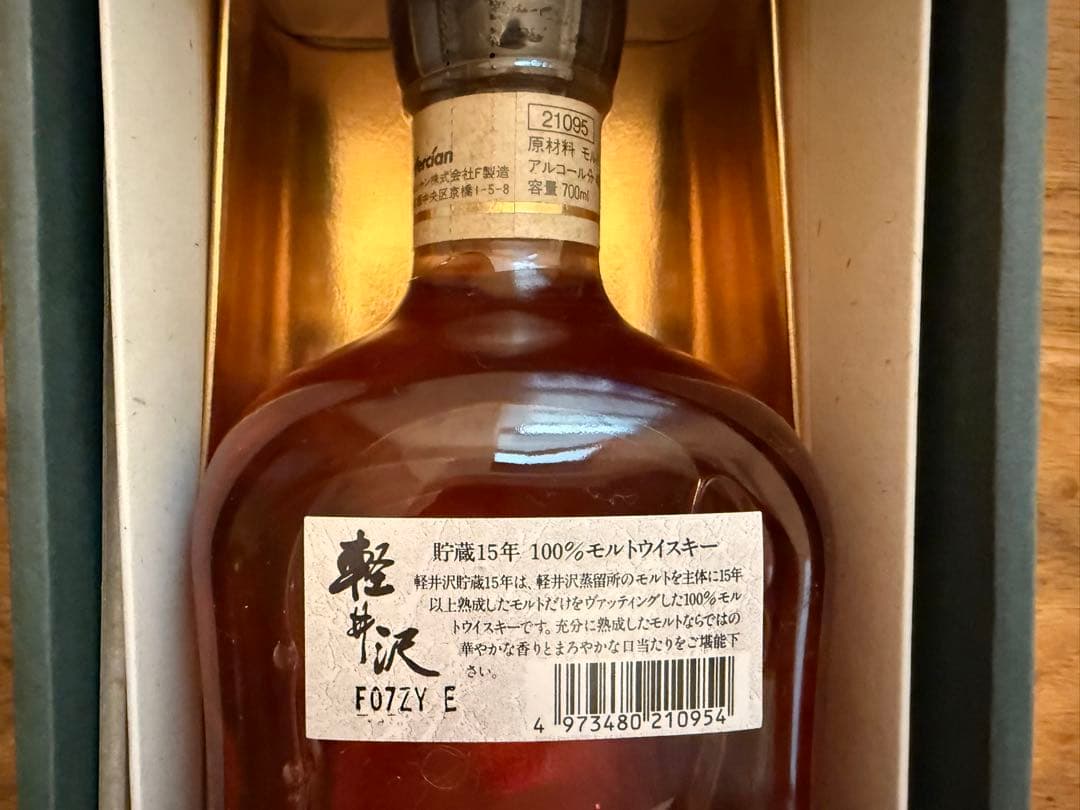 21095
Mercian
原材料 モル
アルコール分
容量 700ml
ャン株式会社F製造
中央区京橋1-5-8
軽井沢
貯蔵15年 100%モルトウイスキー
軽井沢貯蔵15年は、軽井沢蒸留所のモルトを主体に15年
以上熟成したモルトだけをヴァッティングした100%モル
トウイスキーです。充分に熟成したモルトならではの
華やかな香りとまろやかな口当たりをご堪能下
さい。
F07ZY E
4 973480 210954